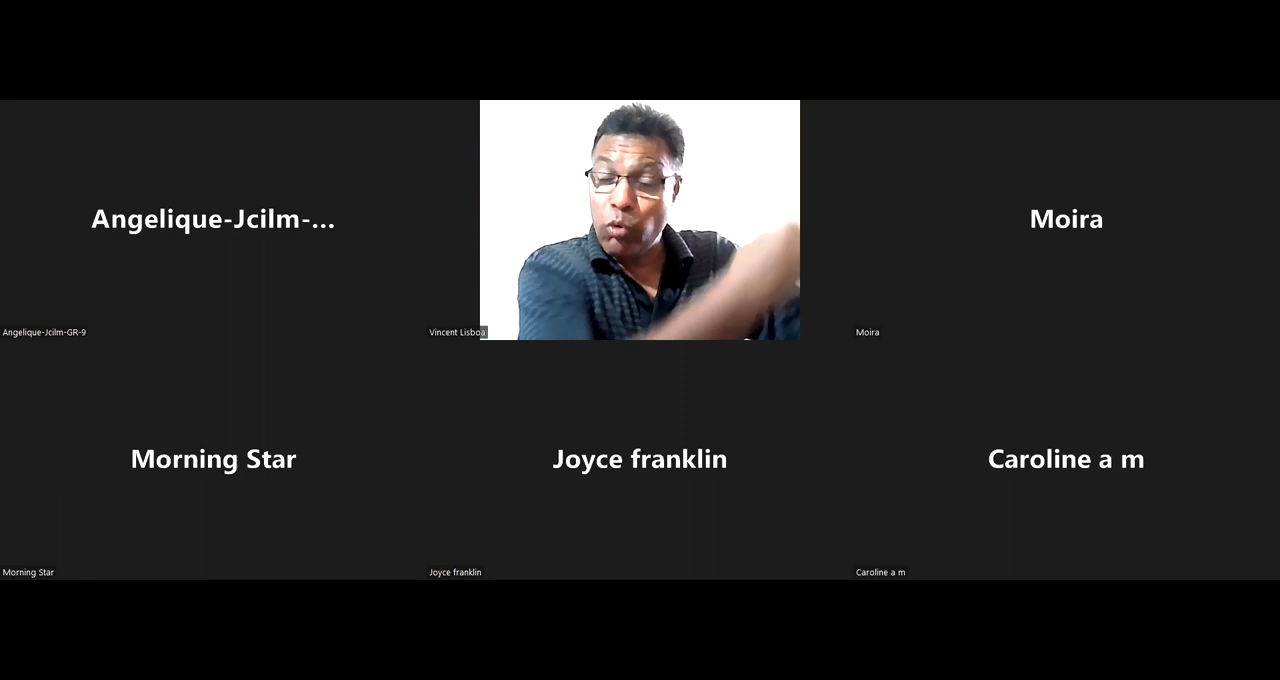 Angelique-Jcilm-...
Moira
Angelique-Jcilm-GR-9
Vincent Lisboa
Moira
Morning Star
Joyce franklin
Caroline a m
Morning Star
Joyce franklin
Caroline a m